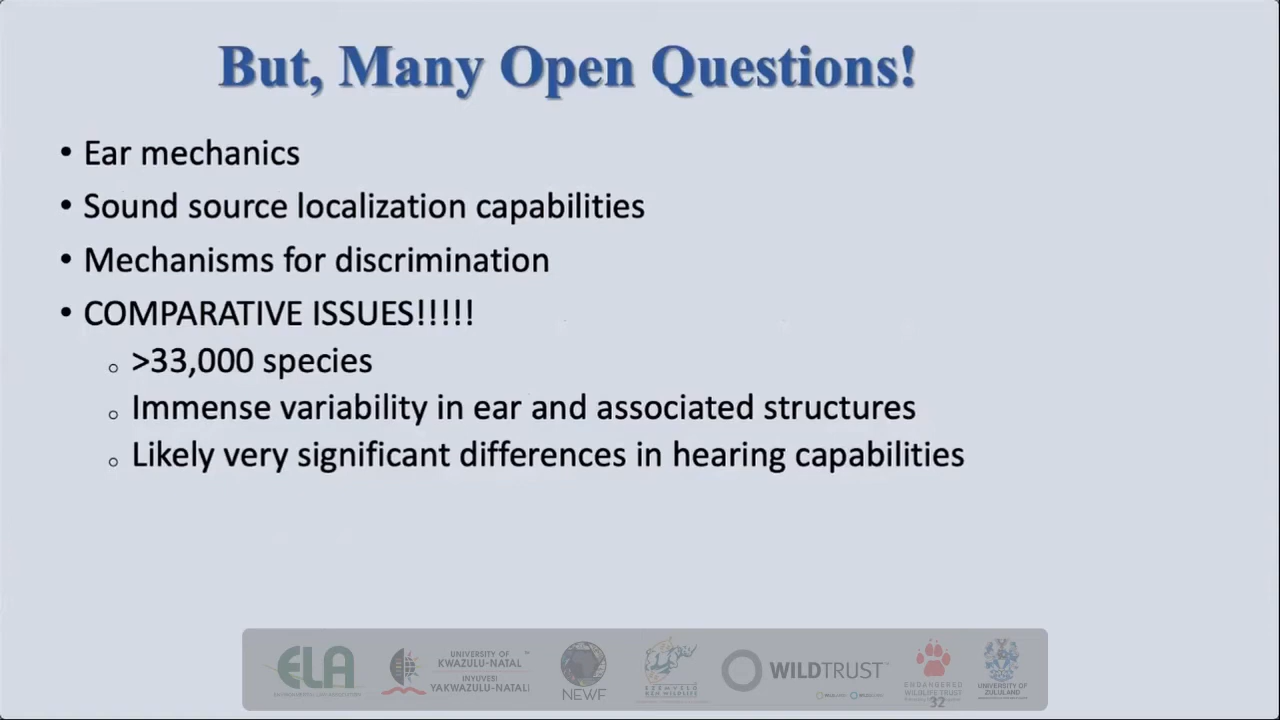 But, Many Open Questions!
• Ear mechanics
• Sound source localization capabilities
• Mechanisms for discrimination
• COMPARATIVE ISSUES!!!!!
○ >33,000 species
○ Immense variability in ear and associated structures
○ Likely very significant differences in hearing capabilities
ELA
UNIVERSITY OF
KWAZULU-NATAL
INYUVESI
YAKWAZULU-NATALI
NEWF
WILDTRUST
ENDANGERED
WILDLIFE TRUST
UNIVERSITY OF
ZULULAND
32